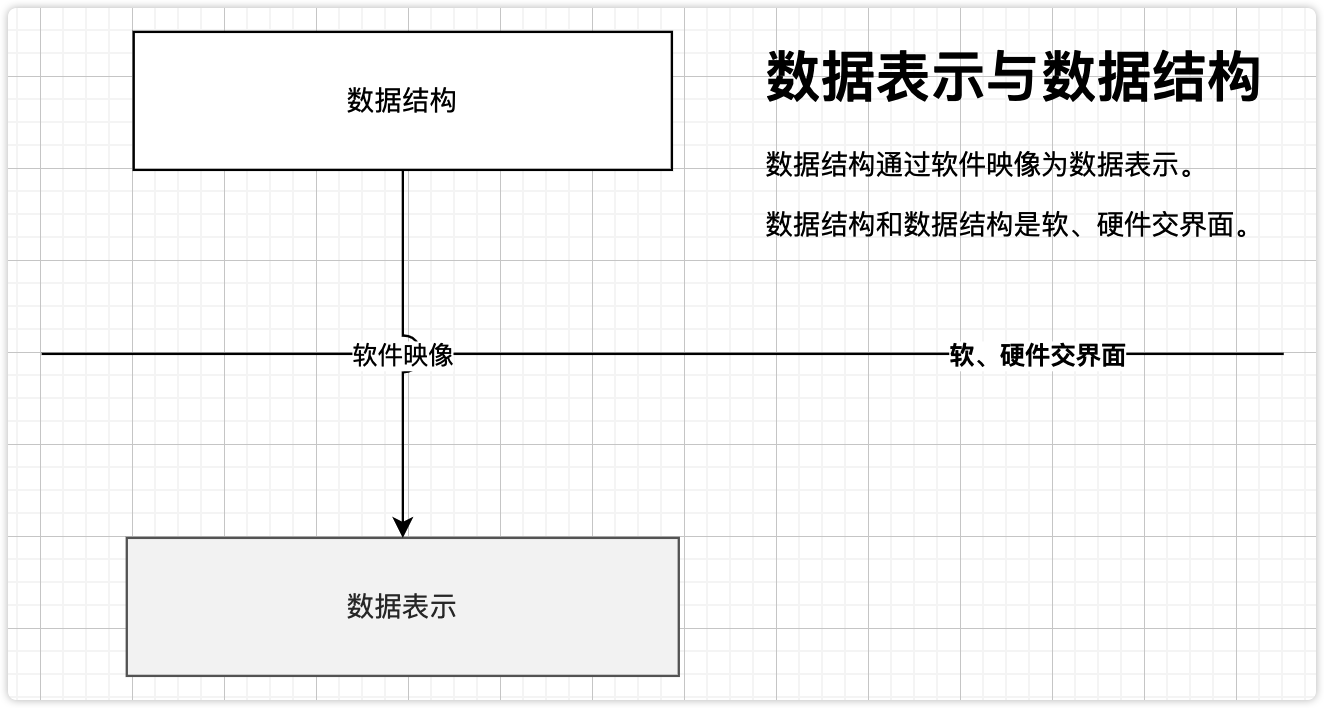 数据结构
数据表示与数据结构
数据结构通过软件映像为数据表示。
数据结构和数据结构是软、硬件交界面。
软件映像
软、硬件交界面
数据表示